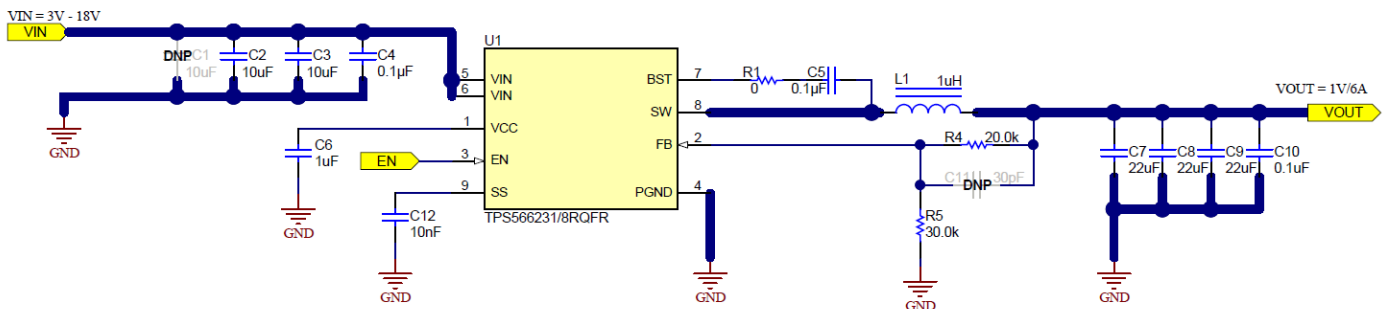 VIN = 3V - 18V
VIN
DNP C1
10uF
C2
10uF
C3
10uF
C4
0.1µF
GND
U1
5 VIN
6 VIN
1 VCC
3 EN
9 SS
BST 7
SW 8
FB 2
PGND 4
TPS566231/8RQFR
C6
1uF
GND
EN
C12
10nF
GND
GND
R1
0
C5
0.1µF
L1
1uH
R4 20.0k
C11 DNP 30pF
R5
30.0k
GND
VOUT = 1V/6A
VOUT
C7
22uF
C8
22uF
C9
22uF
C10
0.1uF
GND